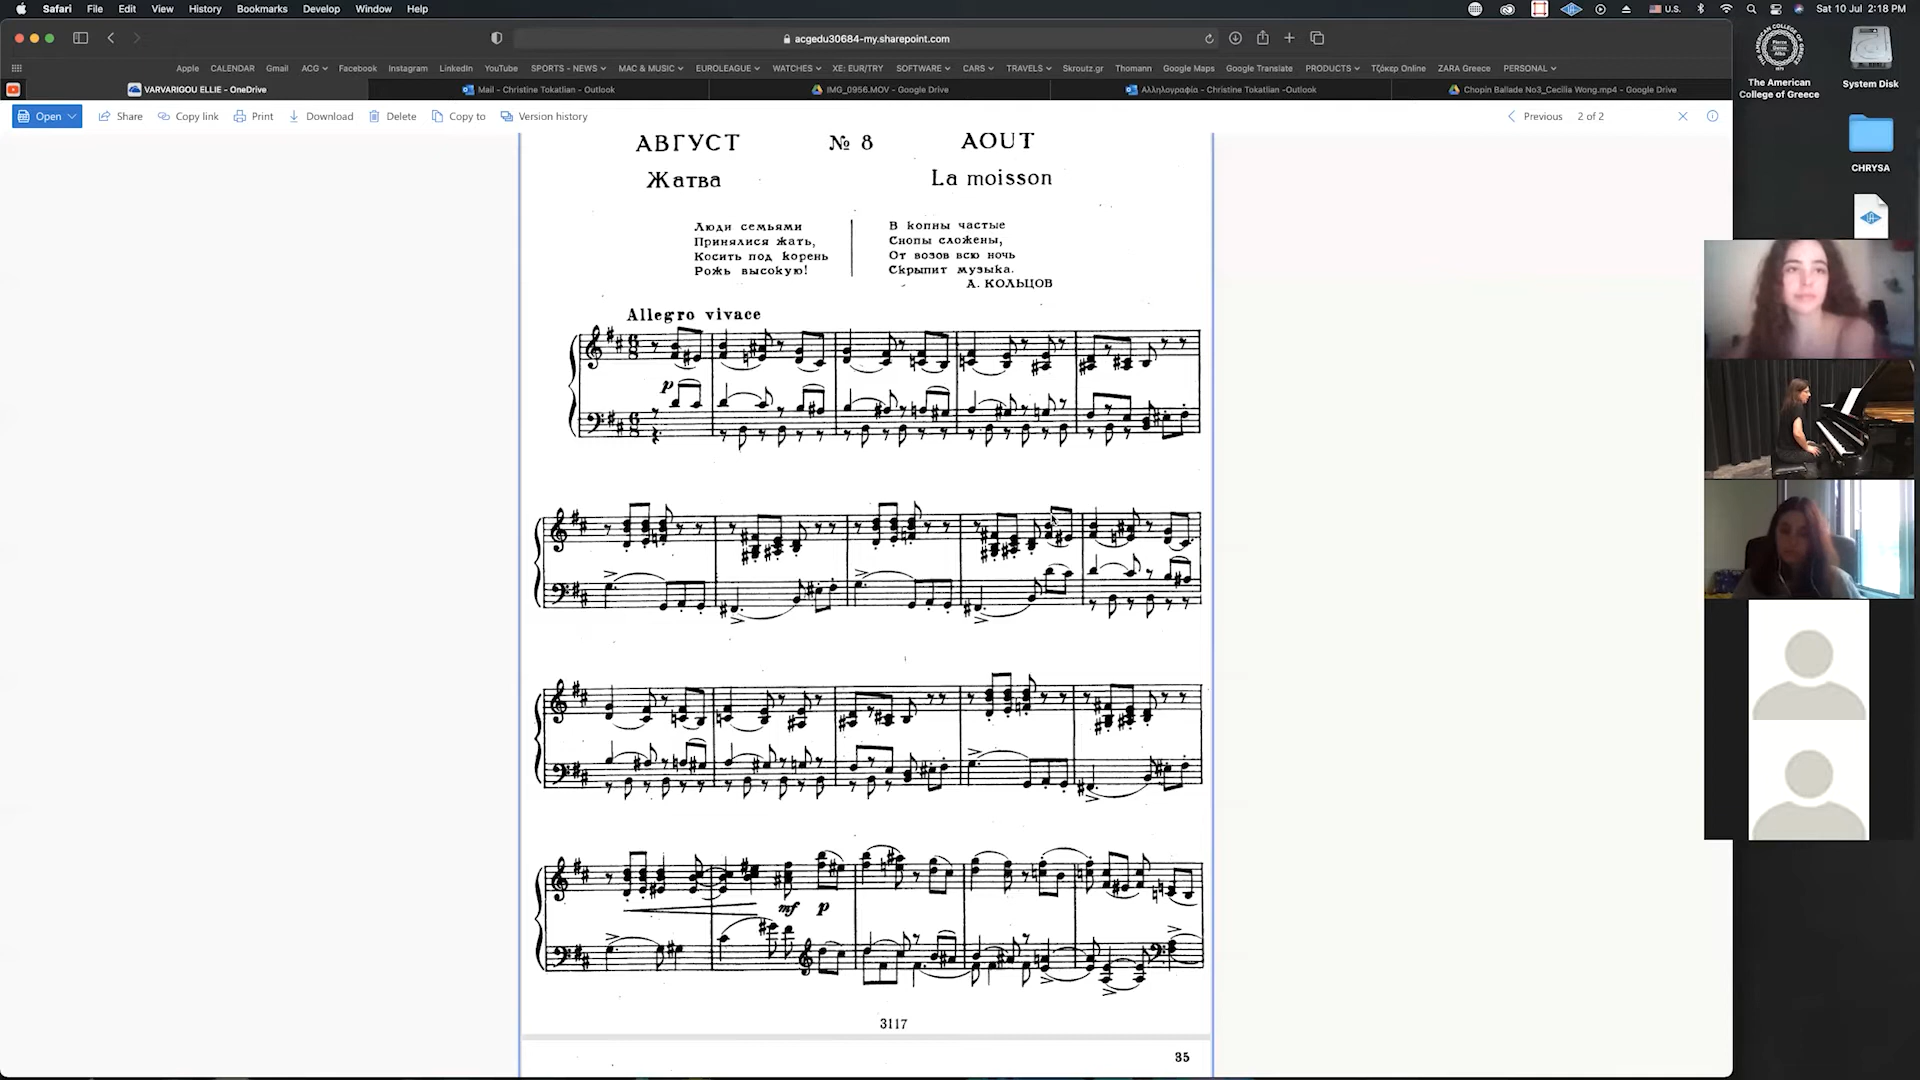 Safari File Edit View History Bookmarks Develop Window Help
U.S. Sat 10 Jul 2:18 PM
acgedu30684-my.sharepoint.com
Apple CALENDAR Gmail ACG Facebook Instagram LinkedIn YouTube SPORTS - NEWS MAC & MUSIC EUROLEAGUE WATCHES XE: EUR/TRY SOFTWARE CARS TRAVELS Skroutz.gr Thomann Google Maps Google Translate PRODUCTS Τζόκερ Online ZARA Greece PERSONAL
VARVARIGOU ELLIE - OneDrive
Mail - Christine Tokatlian - Outlook
IMG_0956.MOV - Google Drive
Αλληλογραφία - Christine Tokatlian - Outlook
Chopin Ballade No3_Cecilia Wong.mp4 - Google Drive
Open Share Copy link Print Download Delete Copy to Version history
Previous 2 of 2
АВГУСТ № 8 AOUT
Жатва La moisson
Люди семьями
Принялися жать,
Косить под корень
Рожь высокую!
В копны частые
Снопы сложены,
От возов всю ночь
Скрыпит музыка.
А. КОЛЬЦОВ
Allegro vivace
p
mf p
3117
35
The American
College of Greece
System Disk
CHRYSA